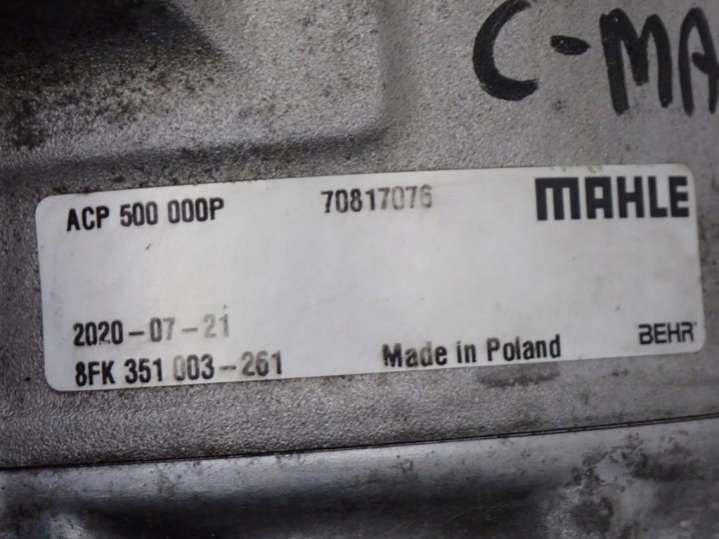 C-MA
ACP 500 000P 70817076 MAHLE
2020-07-21
8FK 351 003-261 Made in Poland BEHR